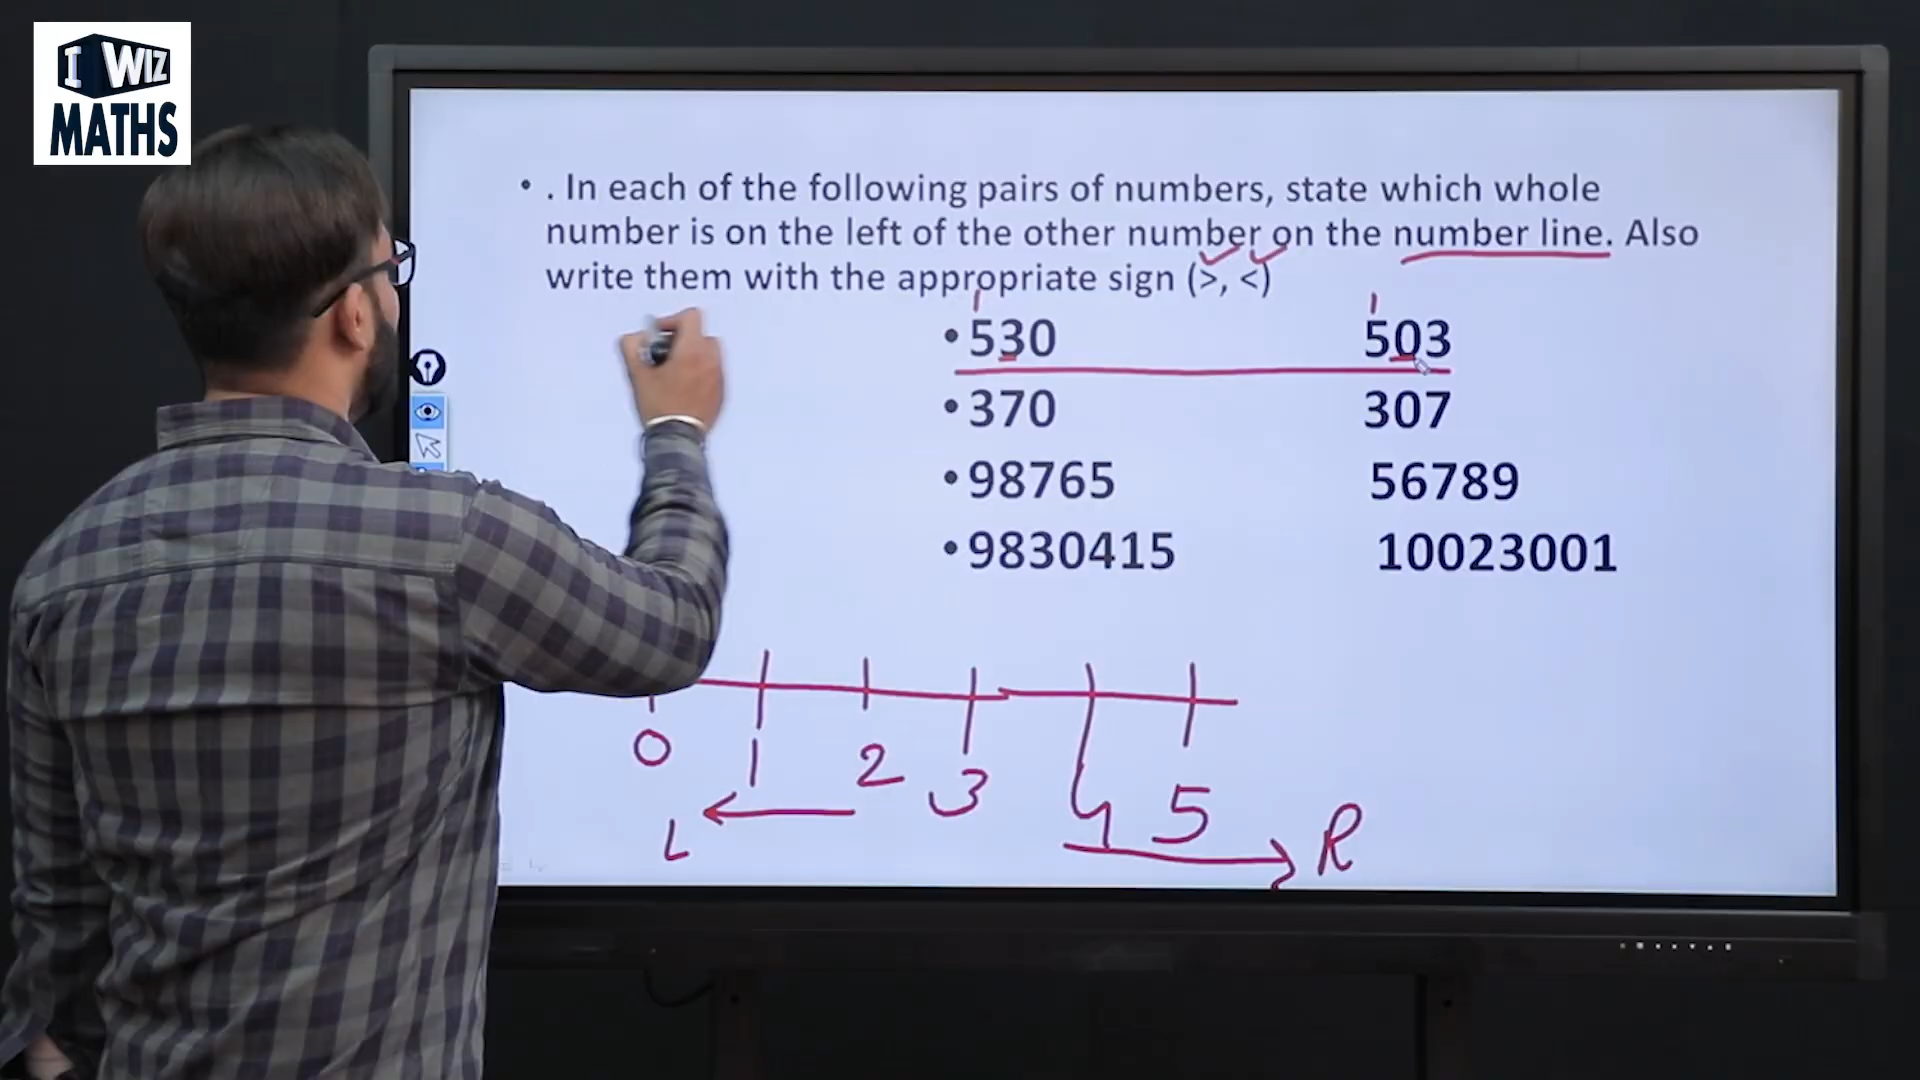 I WIZ
MATHS
• . In each of the following pairs of numbers, state which whole
number is on the left of the other number on the number line. Also
write them with the appropriate sign (>, <)
• 530 503
• 370 307
• 98765 56789
• 9830415 10023001
0 1 2 3 4 5
L R